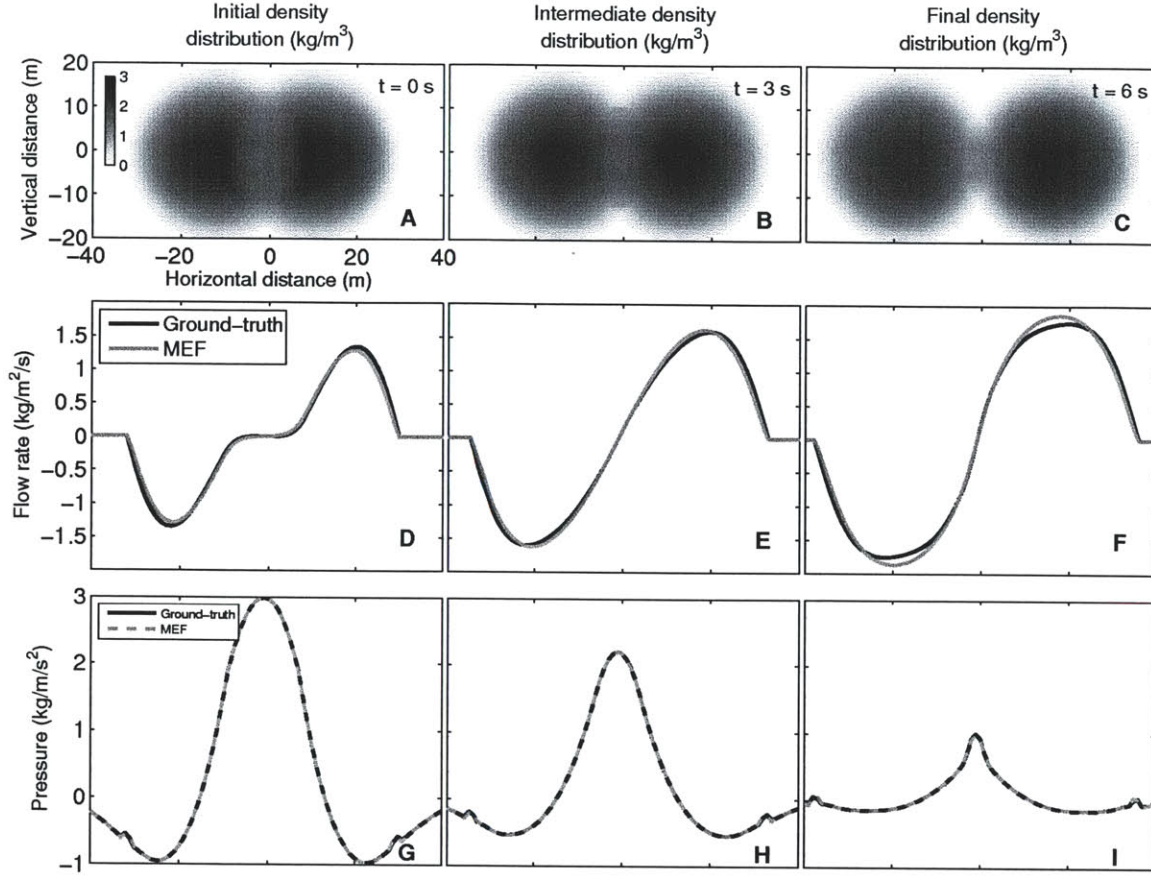 Initial density
distribution (kg/m³)
Intermediate density
distribution (kg/m³)
Final density
distribution (kg/m³)
Vertical distance (m)
20
10
0
−10
−20
3
2
1
0
t = 0 s
A
t = 3 s
B
t = 6 s
C
−40
−20
0
20
40
Horizontal distance (m)
Flow rate (kg/m²/s)
1.5
1
0.5
0
−0.5
−1
−1.5
Ground−truth
MEF
D
E
F
Pressure (kg/m/s²)
3
2
1
0
−1
Ground−truth
MEF
G
H
I